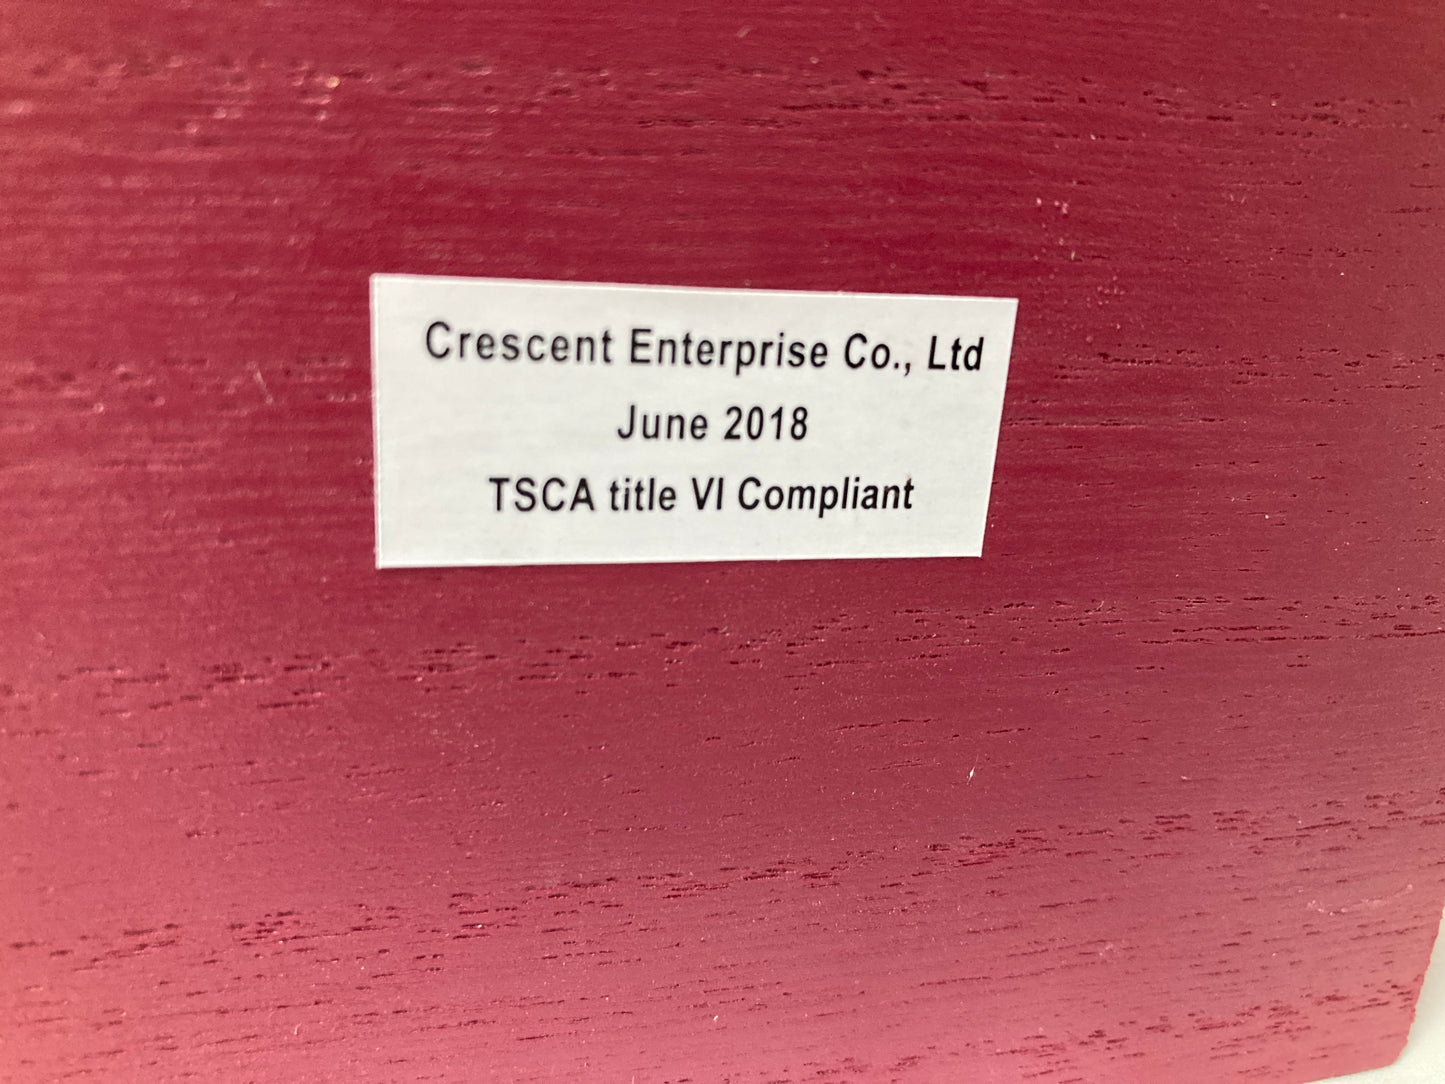 Crescent Enterprise Co., Ltd
June 2018
TSCA title VI Compliant